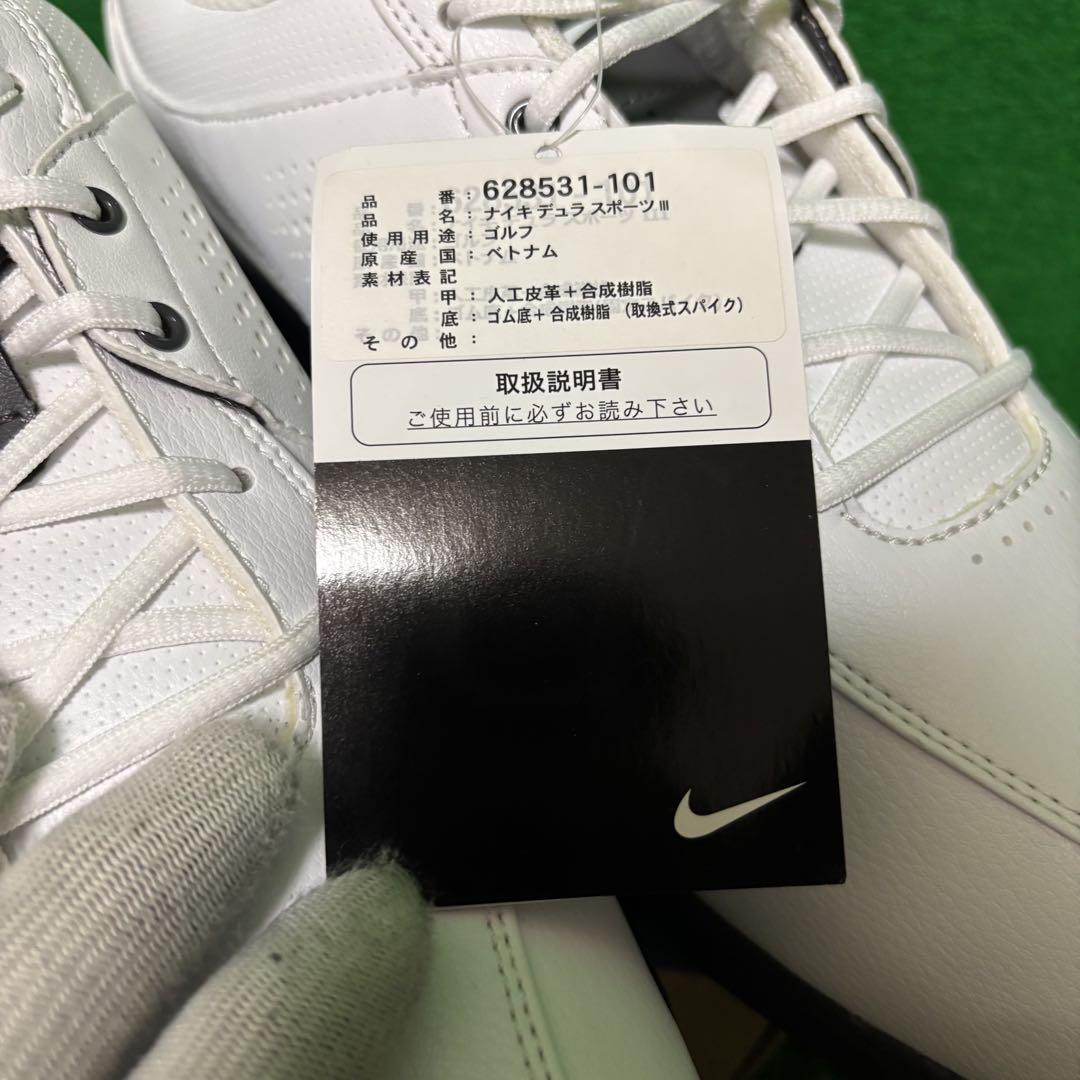 品番：628531-101
品名：ナイキ デュラ スポーツ III
使用用途：ゴルフ
原産国：ベトナム
素材表記
甲：人工皮革＋合成樹脂
底：ゴム底＋合成樹脂（取換式スパイク）
その他：
取扱説明書
ご使用前に必ずお読み下さい